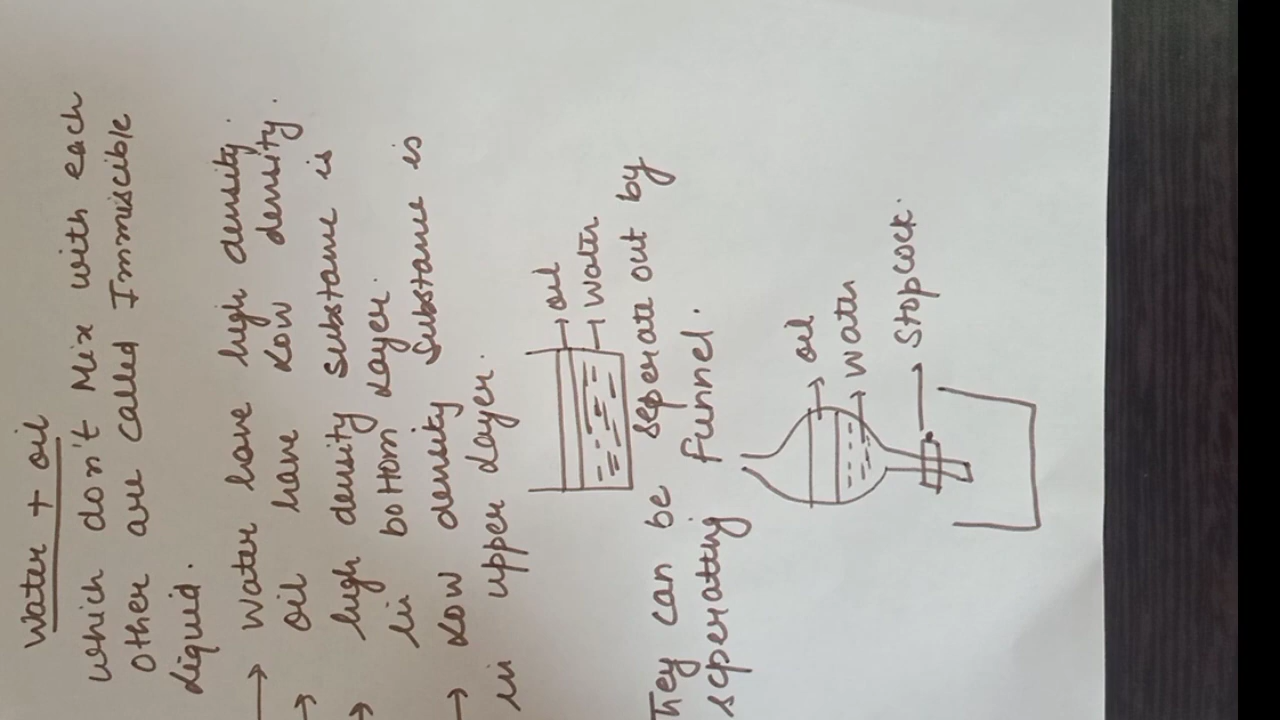 Water + oil
which don't Mix with each
Other are called Immiscible
Liquid.
→ Water have high density.
→ oil have Low density.
→ high density substance is
in bottom Layer.
→ Low density Substance is
in upper Layer.
→ oil
→ Water
They can be seperate out by
seperatting funnel.
→ oil
→ Water
→ Stopcock.